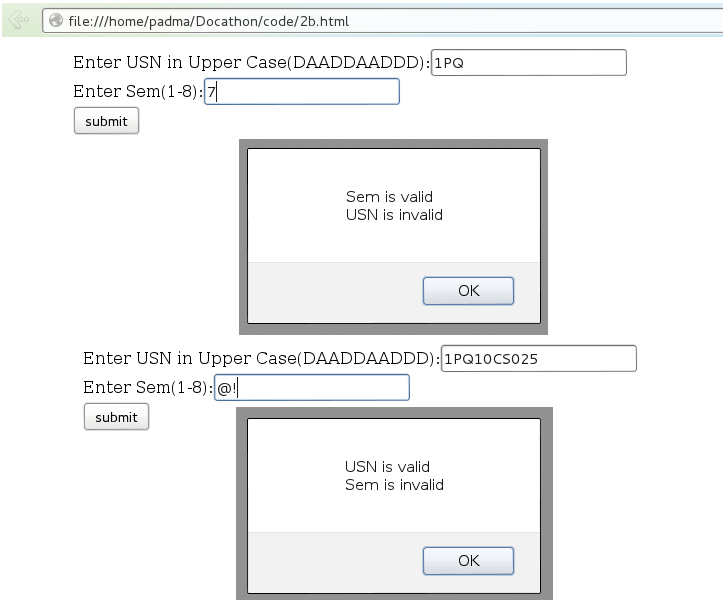 file:///home/padma/Docathon/code/2b.html
Enter USN in Upper Case(DAADDAADDD):1PQ
Enter Sem(1-8):7
submit
Sem is valid
USN is invalid
OK
Enter USN in Upper Case(DAADDAADDD):1PQ10CS025
Enter Sem(1-8):@!
submit
USN is valid
Sem is invalid
OK